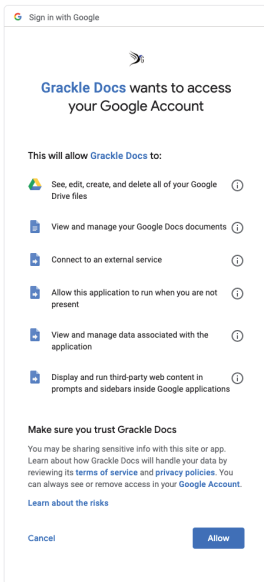 Sign in with Google
Grackle Docs wants to access
your Google Account
This will allow Grackle Docs to:
See, edit, create, and delete all of your Google
Drive files
View and manage your Google Docs documents
Connect to an external service
Allow this application to run when you are not
present
View and manage data associated with the
application
Display and run third-party web content in
prompts and sidebars inside Google applications
Make sure you trust Grackle Docs
You may be sharing sensitive info with this site or app.
Learn about how Grackle Docs will handle your data by
reviewing its terms of service and privacy policies. You
can always see or remove access in your Google Account.
Learn about the risks
Cancel
Allow